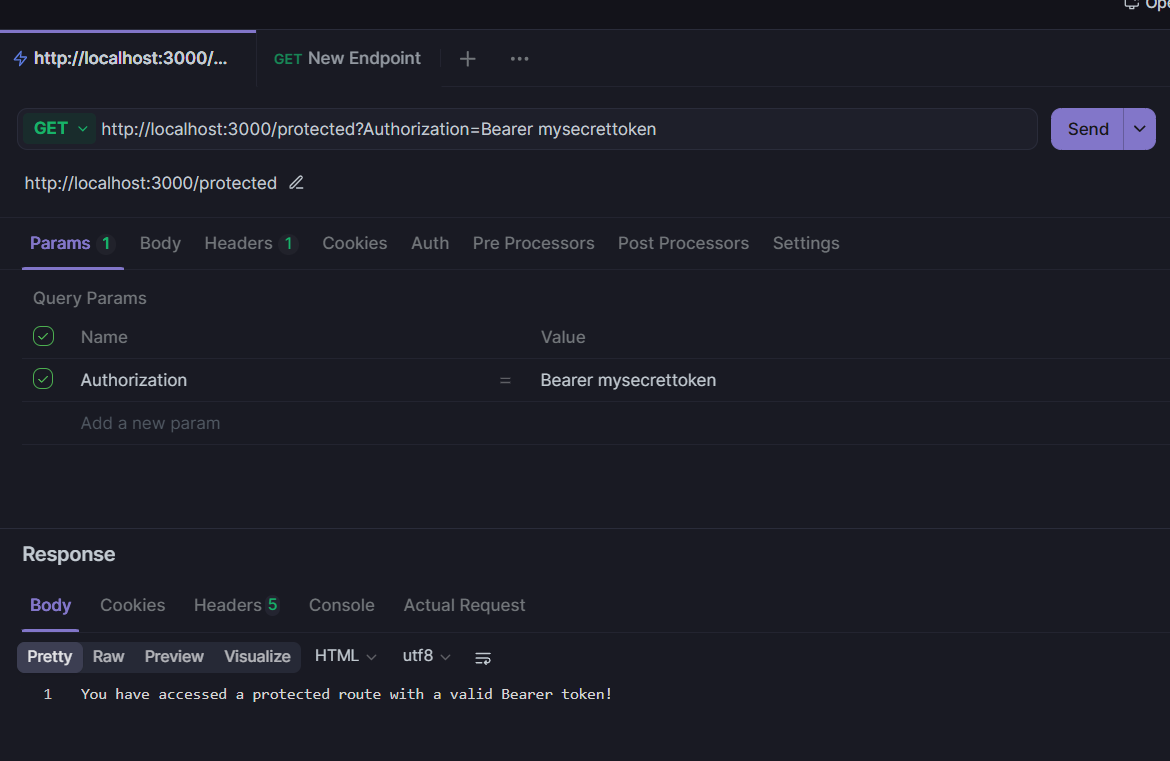 Ope
http://localhost:3000/...
GET New Endpoint
GET http://localhost:3000/protected?Authorization=Bearer mysecrettoken Send
http://localhost:3000/protected
Params 1 Body Headers 1 Cookies Auth Pre Processors Post Processors Settings
Query Params
Name Value
Authorization = Bearer mysecrettoken
Add a new param
Response
Body Cookies Headers 5 Console Actual Request
Pretty Raw Preview Visualize HTML utf8
1 You have accessed a protected route with a valid Bearer token!